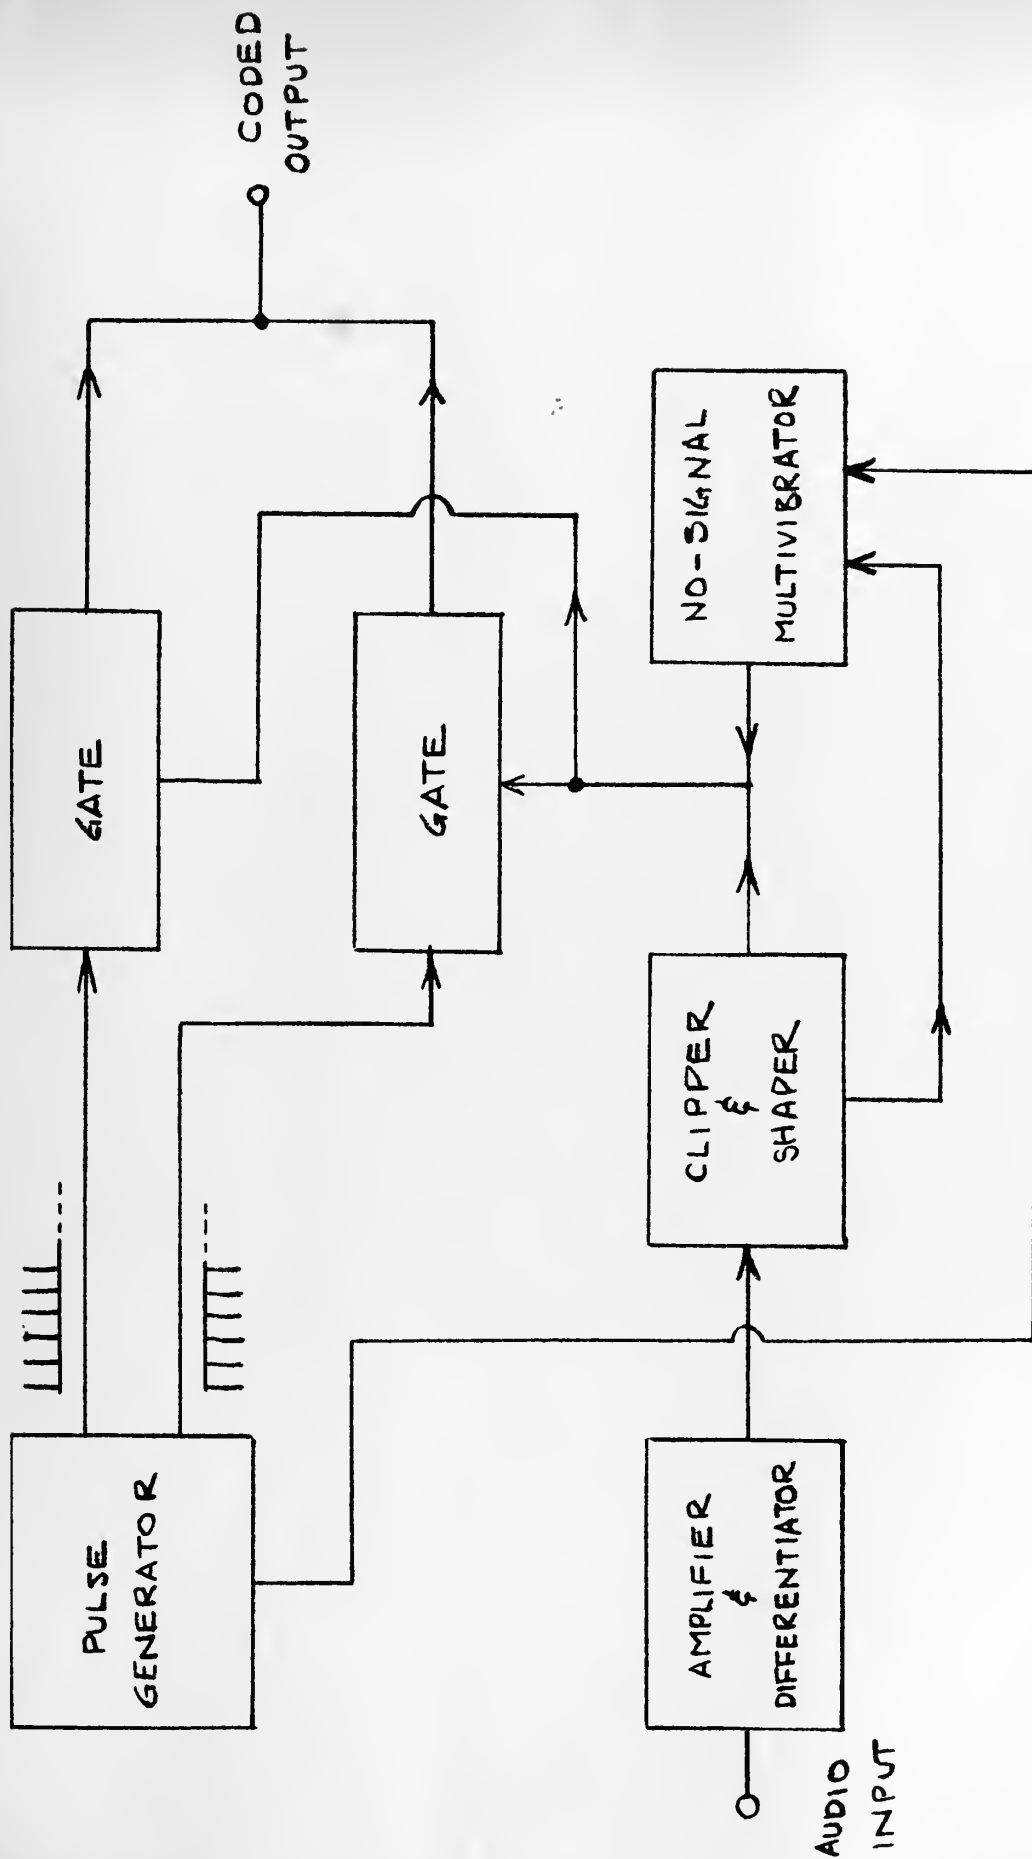 PULSE
GENERATOR
GATE
GATE
CODED
OUTPUT
AUDIO
INPUT
AMPLIFIER
&
DIFFERENTIATOR
CLIPPER
&
SHAPER
NO-SIGNAL
MULTIVIBRATOR